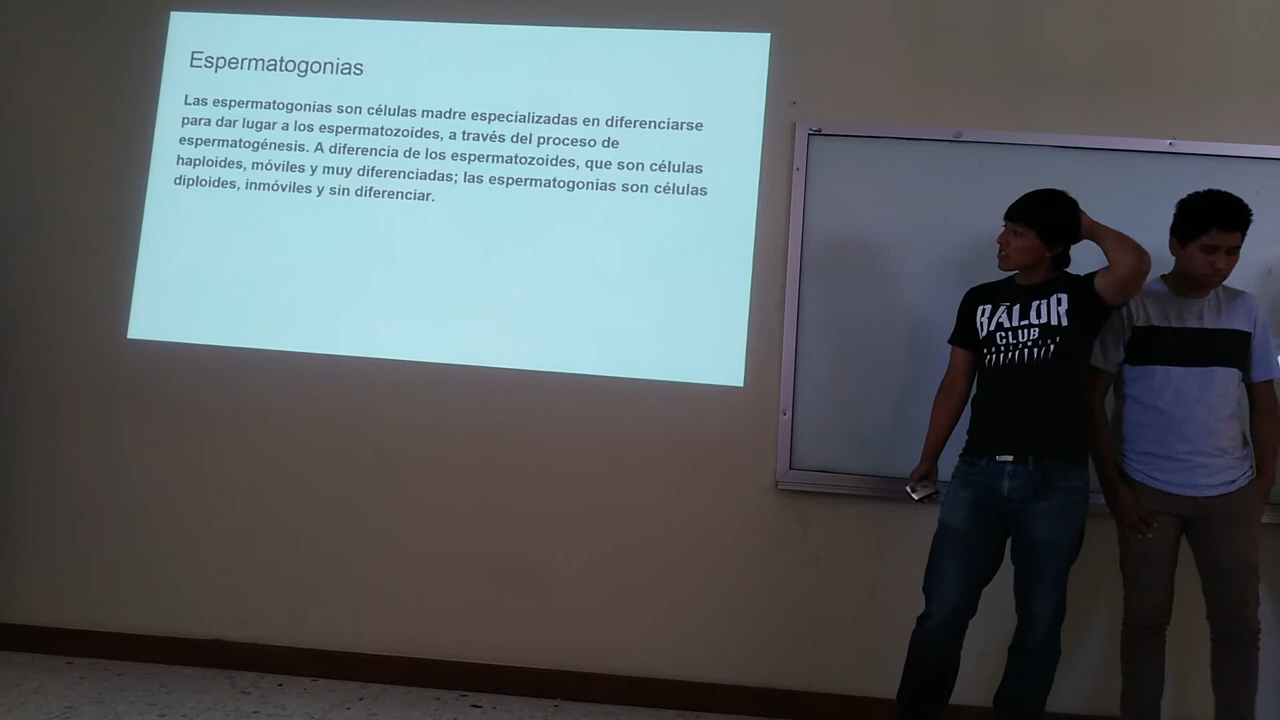 Espermatogonias
Las espermatogonias son células madre especializadas en diferenciarse
para dar lugar a los espermatozoides, a través del proceso de
espermatogénesis. A diferencia de los espermatozoides, que son células
haploides, móviles y muy diferenciadas; las espermatogonias son células
diploides, inmóviles y sin diferenciar.
BÁLOR
CLUB
WORLDWIDE